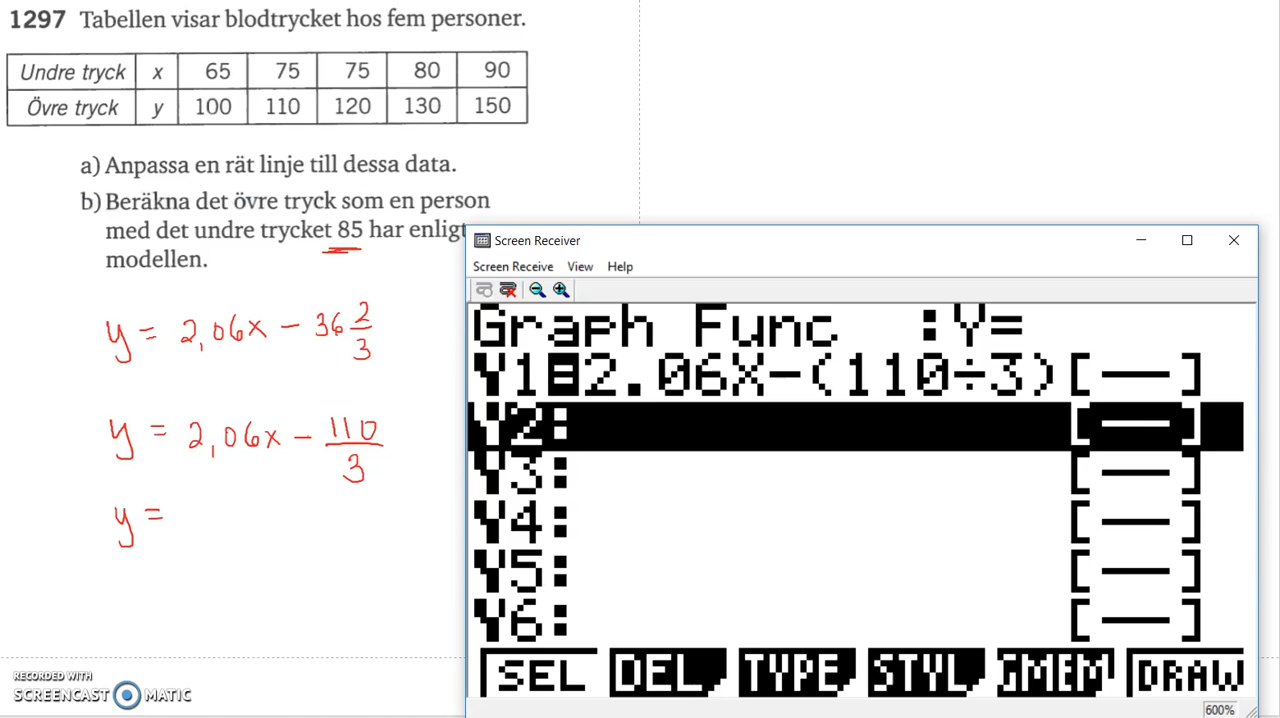 1297 Tabellen visar blodtrycket hos fem personer.
Undre tryck x 65 75 75 80 90
Övre tryck y 100 110 120 130 150
a) Anpassa en rät linje till dessa data.
b) Beräkna det övre tryck som en person
med det undre trycket 85 har enligt
modellen.
y = 2,06x - 36 2/3
y = 2,06x - 110/3
y =
Screen Receiver
Screen Receive View Help
Graph Func :Y=
Y1=2.06X-(110÷3) [—]
Y2: [—]
Y3: [—]
Y4: [—]
Y5: [—]
Y6: [—]
SEL DEL TYPE STYL GMEM DRAW
600%
RECORDED WITH
SCREENCAST MATIC